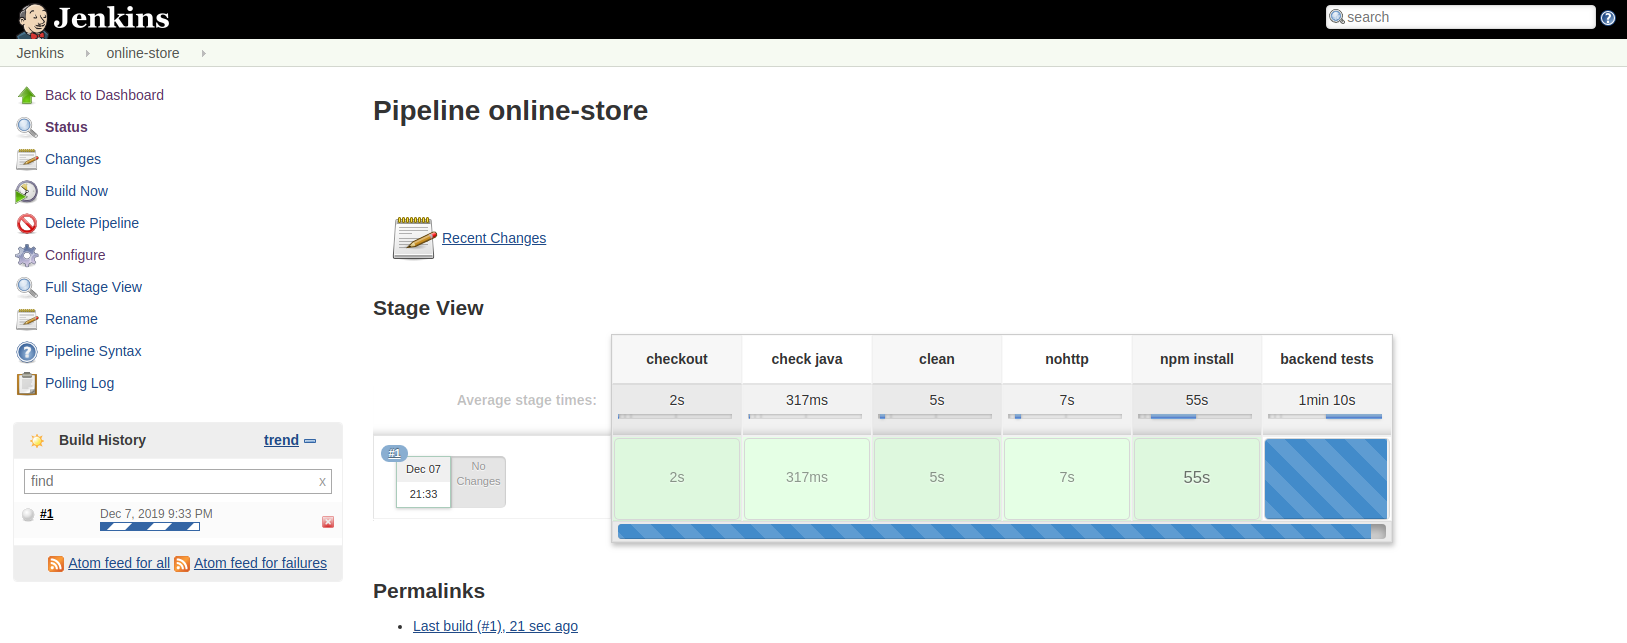 Jenkins
search
Jenkins
online-store
Back to Dashboard
Status
Changes
Build Now
Delete Pipeline
Configure
Full Stage View
Rename
Pipeline Syntax
Polling Log
Build History
trend
find
x
#1
Dec 7, 2019 9:33 PM
Atom feed for all
Atom feed for failures
Pipeline online-store
Recent Changes
Stage View
checkout
check java
clean
nohttp
npm install
backend tests
Average stage times:
2s
317ms
5s
7s
55s
1min 10s
#1
Dec 07
21:33
No
Changes
2s
317ms
5s
7s
55s
Permalinks
Last build (#1), 21 sec ago